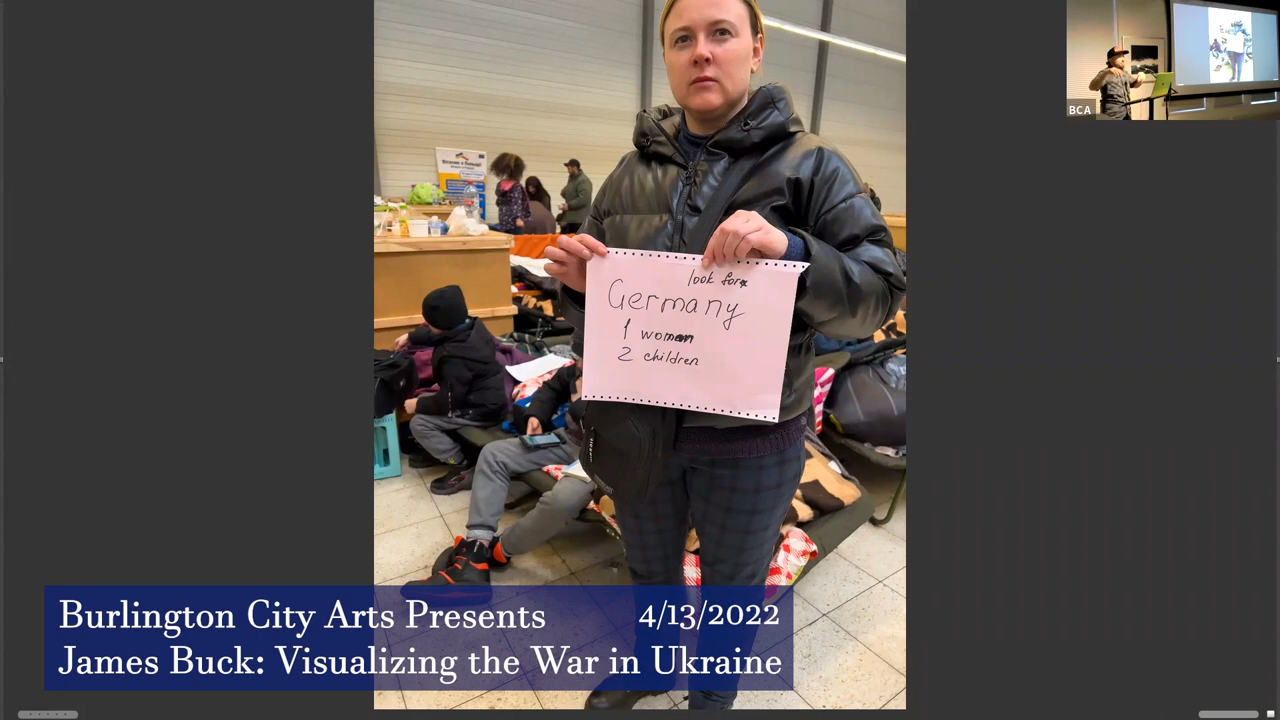 BCA
look for
Germany
1 woman
2 children
Burlington City Arts Presents 4/13/2022
James Buck: Visualizing the War in Ukraine